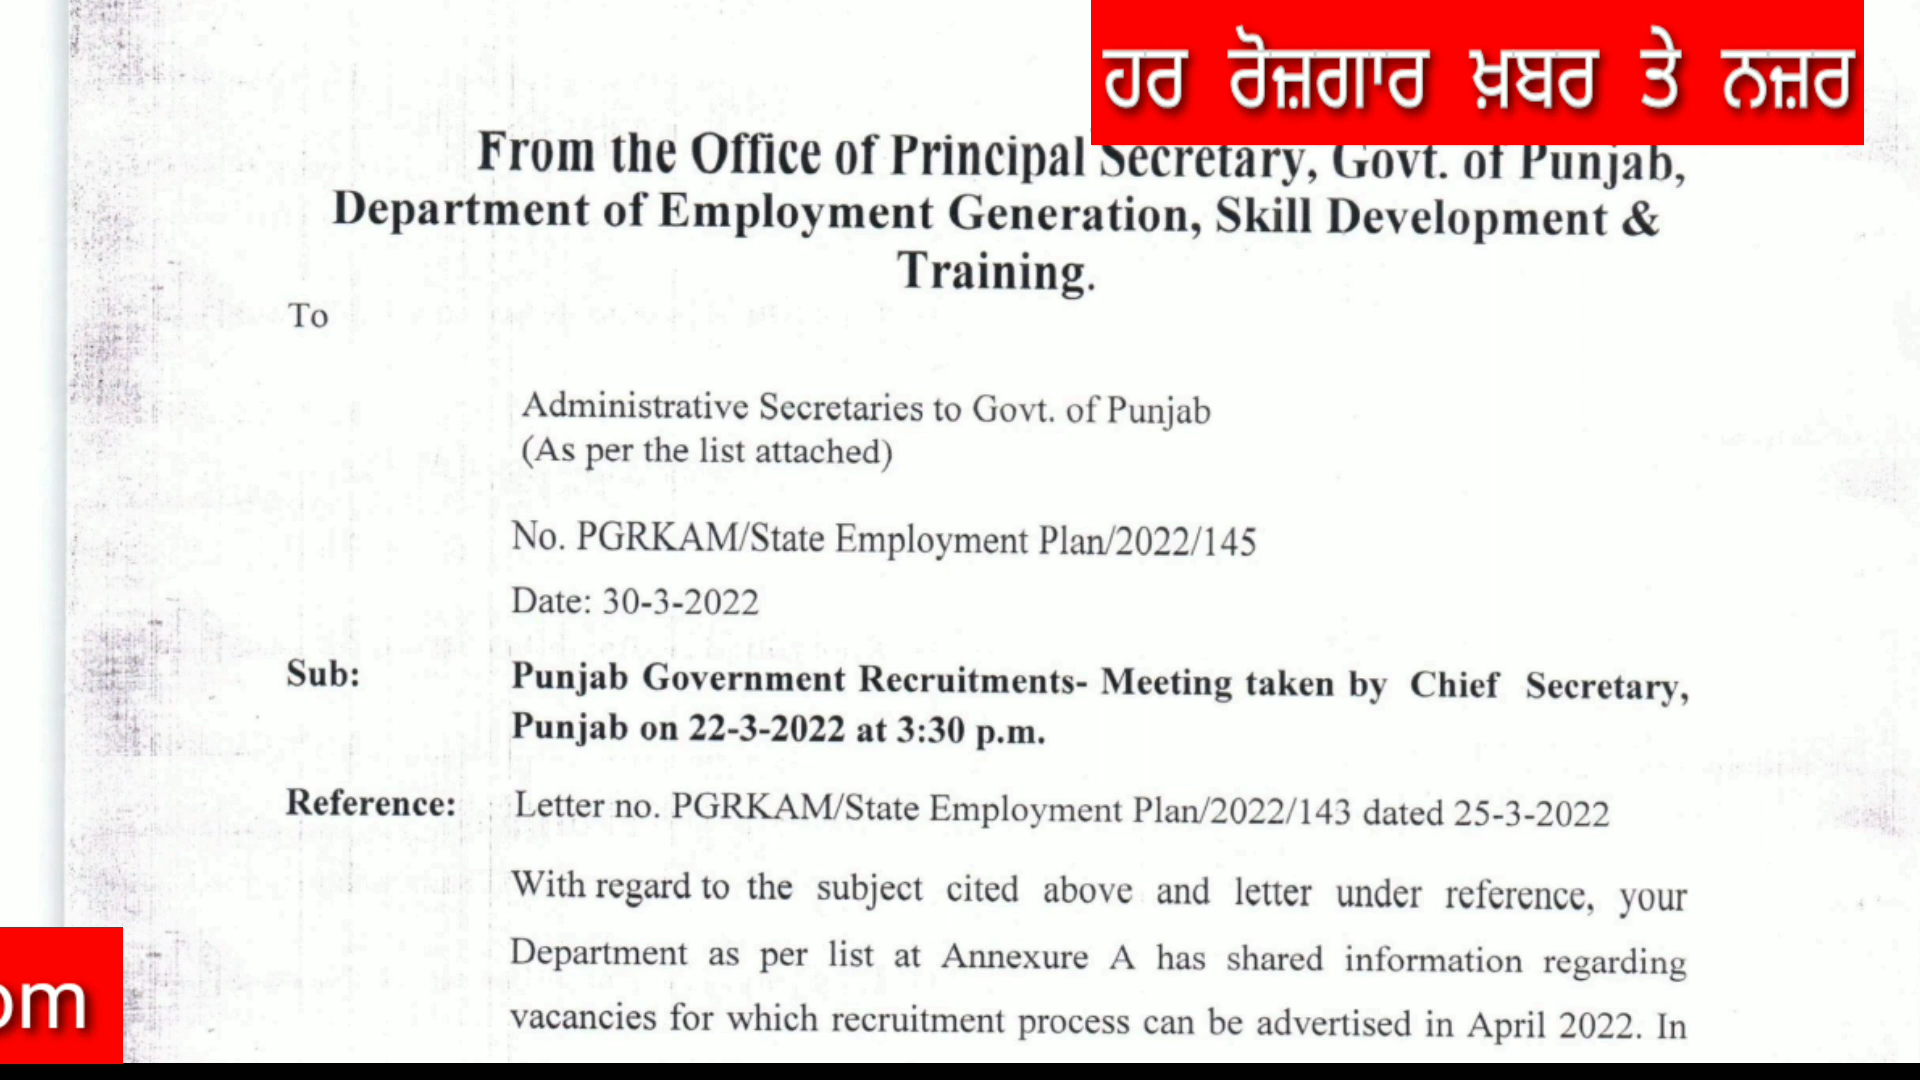 ਹਰ ਰੋਜ਼ਗਾਰ ਖ਼ਬਰ ਤੇ ਨਜ਼ਰ
From the Office of Principal Secretary, Govt. of Punjab,
Department of Employment Generation, Skill Development &
Training.
To
Administrative Secretaries to Govt. of Punjab
(As per the list attached)
No. PGRKAM/State Employment Plan/2022/145
Date: 30-3-2022
Sub: Punjab Government Recruitments- Meeting taken by Chief Secretary,
Punjab on 22-3-2022 at 3:30 p.m.
Reference: Letter no. PGRKAM/State Employment Plan/2022/143 dated 25-3-2022
With regard to the subject cited above and letter under reference, your
Department as per list at Annexure A has shared information regarding
vacancies for which recruitment process can be advertised in April 2022. In
om